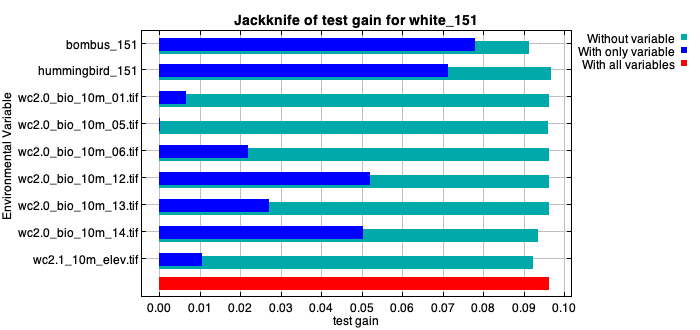 Jackknife of test gain for white_151
Without variable
With only variable
With all variables
Environmental Variable
bombus_151
hummingbird_151
wc2.0_bio_10m_01.tif
wc2.0_bio_10m_05.tif
wc2.0_bio_10m_06.tif
wc2.0_bio_10m_12.tif
wc2.0_bio_10m_13.tif
wc2.0_bio_10m_14.tif
wc2.1_10m_elev.tif
0.00 0.01 0.02 0.03 0.04 0.05 0.06 0.07 0.08 0.09 0.10
test gain